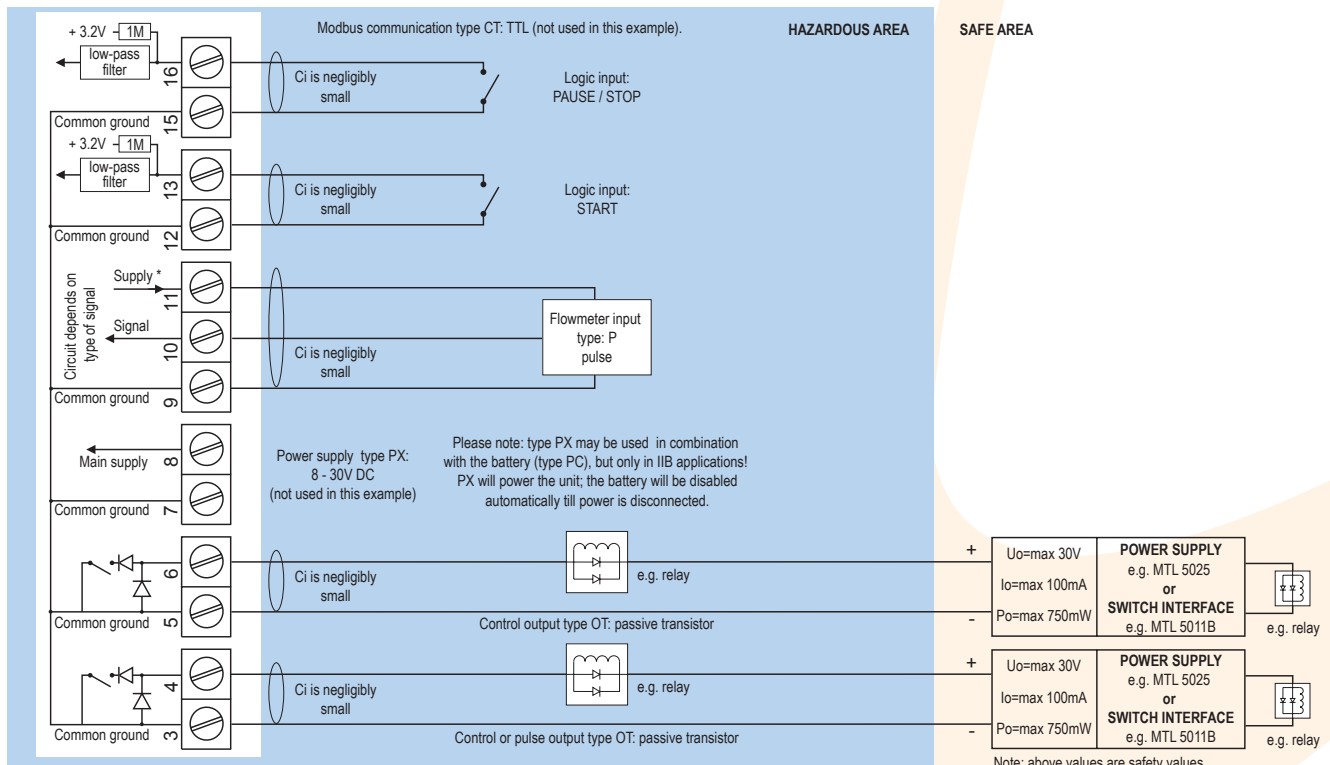 Modbus communication type CT: TTL (not used in this example).
HAZARDOUS AREA
SAFE AREA
+ 3.2V
1M
low-pass
filter
16
Ci is negligibly
small
Logic input:
PAUSE / STOP
Common ground
15
+ 3.2V
1M
low-pass
filter
13
Ci is negligibly
small
Logic input:
START
Common ground
12
Circuit depends on
type of signal
Supply *
11
Signal
10
Flowmeter input
type: P
pulse
Ci is negligibly
small
Common ground
9
Main supply
8
Power supply type PX:
8 - 30V DC
(not used in this example)
Please note: type PX may be used in combination
with the battery (type PC), but only in IIB applications!
PX will power the unit; the battery will be disabled
automatically till power is disconnected.
Common ground
7
6
Ci is negligibly
small
e.g. relay
Common ground
5
Control output type OT: passive transistor
+
-
Uo=max 30V
Io=max 100mA
Po=max 750mW
POWER SUPPLY
e.g. MTL 5025
or
SWITCH INTERFACE
e.g. MTL 5011B
e.g. relay
4
Ci is negligibly
small
e.g. relay
Common ground
3
Control or pulse output type OT: passive transistor
+
-
Uo=max 30V
Io=max 100mA
Po=max 750mW
POWER SUPPLY
e.g. MTL 5025
or
SWITCH INTERFACE
e.g. MTL 5011B
e.g. relay
Note: above values are safety values